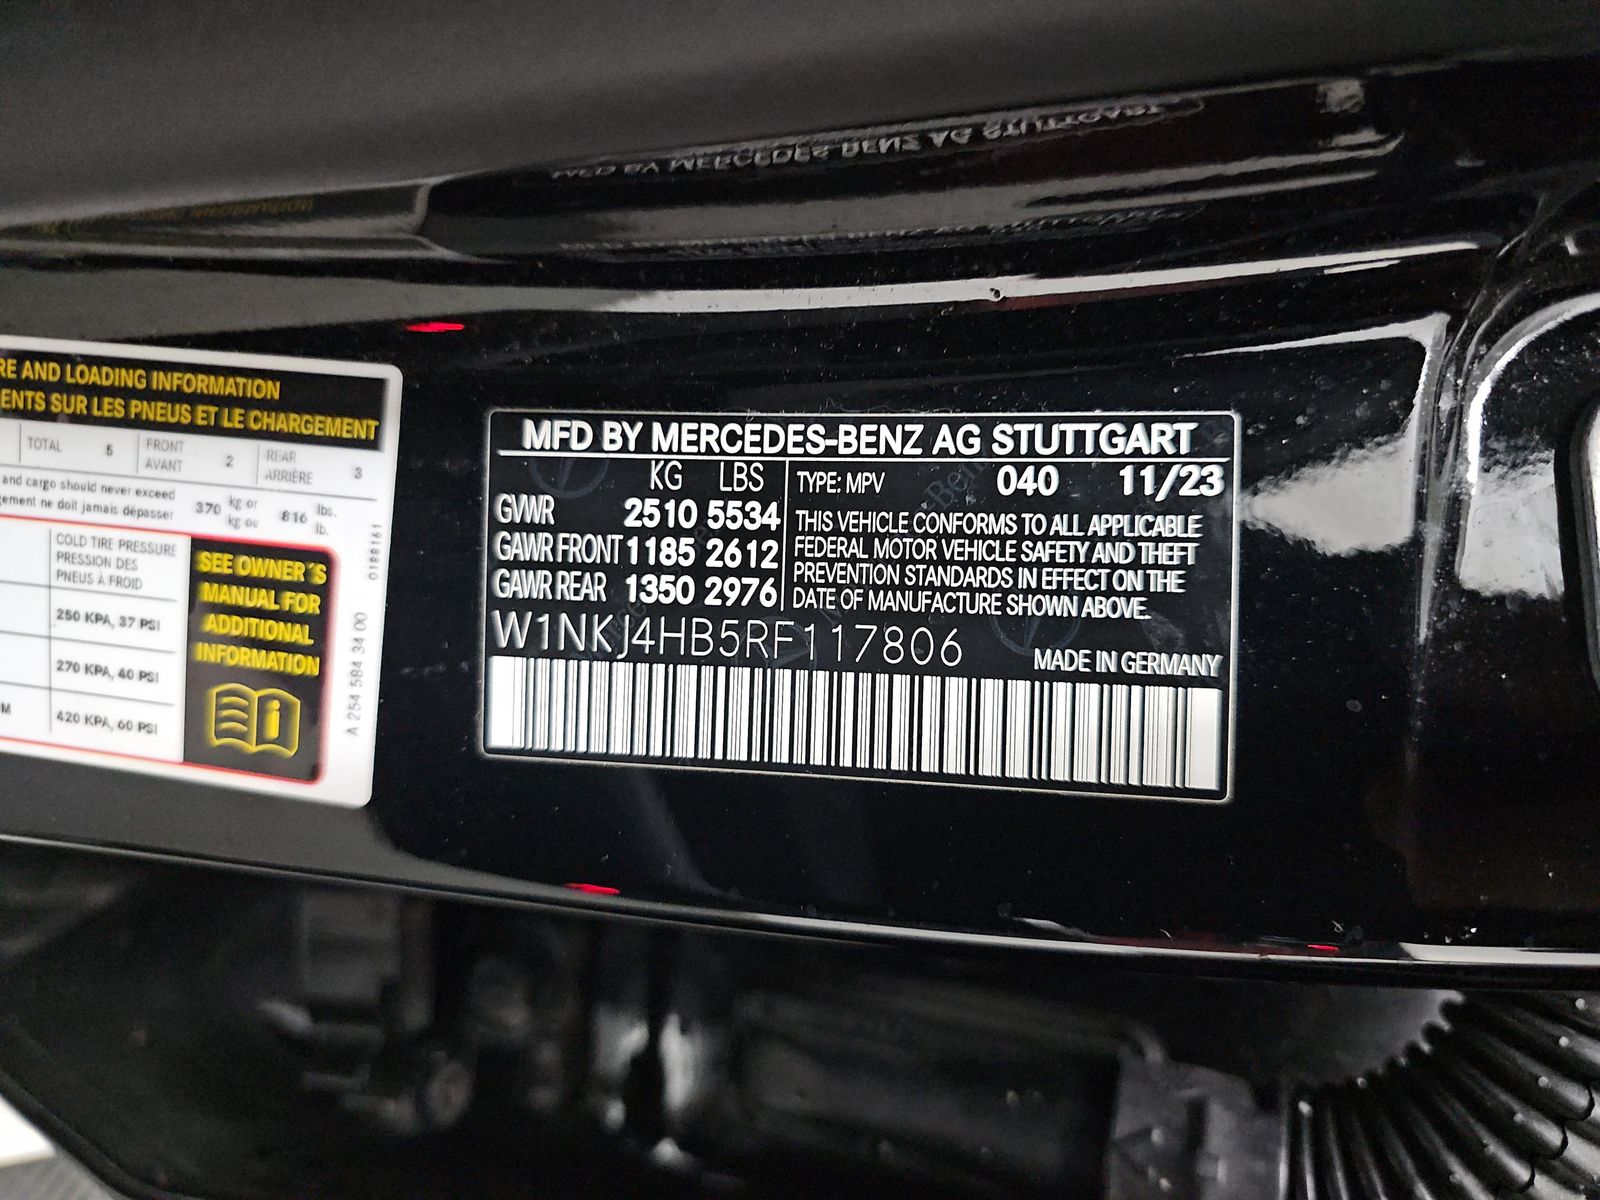 RE AND LOADING INFORMATION
ENTS SUR LES PNEUS ET LE CHARGEMENT
TOTAL 5 FRONT AVANT 2 REAR ARRIÈRE 3
and cargo should never exceed 370 kg or 816 lbs.
gement ne doit jamais dépasser kg ou lb.
COLD TIRE PRESSURE
PRESSION DES
PNEUS À FROID
250 KPA, 37 PSI
270 KPA, 40 PSI
M 420 KPA, 60 PSI
SEE OWNER'S
MANUAL FOR
ADDITIONAL
INFORMATION
A 254 584 34 00
0188161
MFD BY MERCEDES-BENZ AG STUTTGART
KG LBS
GVWR 2510 5534
GAWR FRONT 1185 2612
GAWR REAR 1350 2976
TYPE: MPV 040 11/23
THIS VEHICLE CONFORMS TO ALL APPLICABLE
FEDERAL MOTOR VEHICLE SAFETY AND THEFT
PREVENTION STANDARDS IN EFFECT ON THE
DATE OF MANUFACTURE SHOWN ABOVE.
W1NKJ4HB5RF117806
MADE IN GERMANY